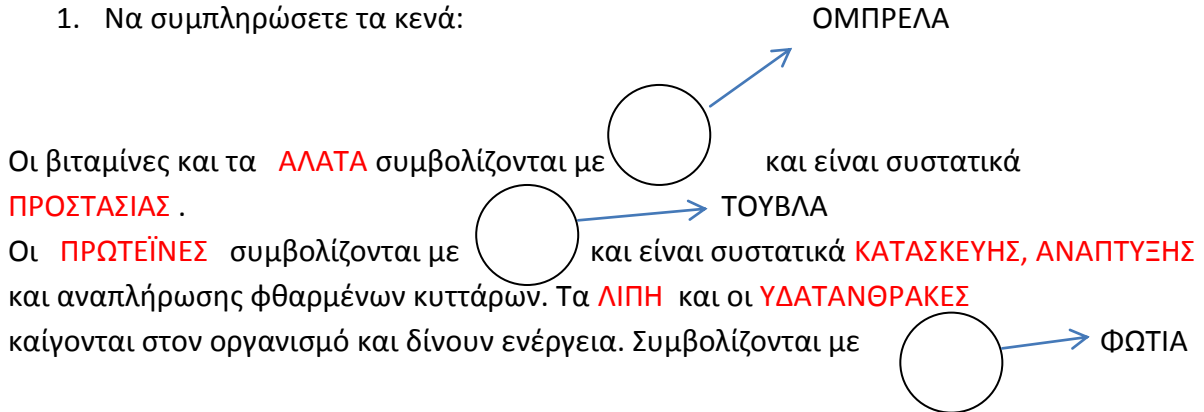 1. Να συμπληρώσετε τα κενά: ΟΜΠΡΕΛΑ
Οι βιταμίνες και τα ΑΛΑΤΑ συμβολίζονται με και είναι συστατικά
ΠΡΟΣΤΑΣΙΑΣ . ΤΟΥΒΛΑ
Οι ΠΡΩΤΕΪΝΕΣ συμβολίζονται με και είναι συστατικά ΚΑΤΑΣΚΕΥΗΣ, ΑΝΑΠΤΥΞΗΣ
και αναπλήρωσης φθαρμένων κυττάρων. Τα ΛΙΠΗ και οι ΥΔΑΤΑΝΘΡΑΚΕΣ
καίγονται στον οργανισμό και δίνουν ενέργεια. Συμβολίζονται με ΦΩΤΙΑ